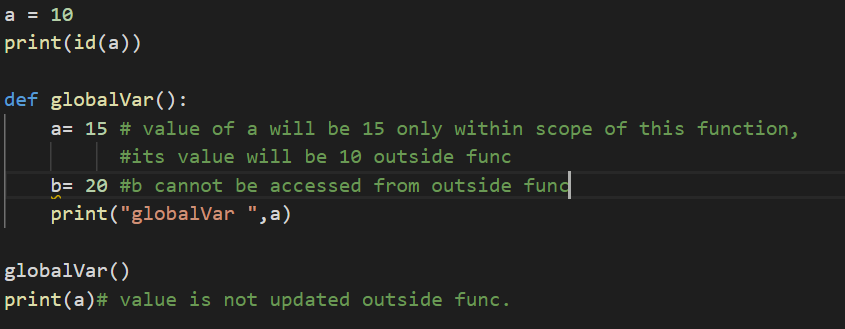 a = 10
print(id(a))
def globalVar():
a= 15 # value of a will be 15 only within scope of this function,
#its value will be 10 outside func
b= 20 #b cannot be accessed from outside func
print("globalVar ",a)
globalVar()
print(a)# value is not updated outside func.